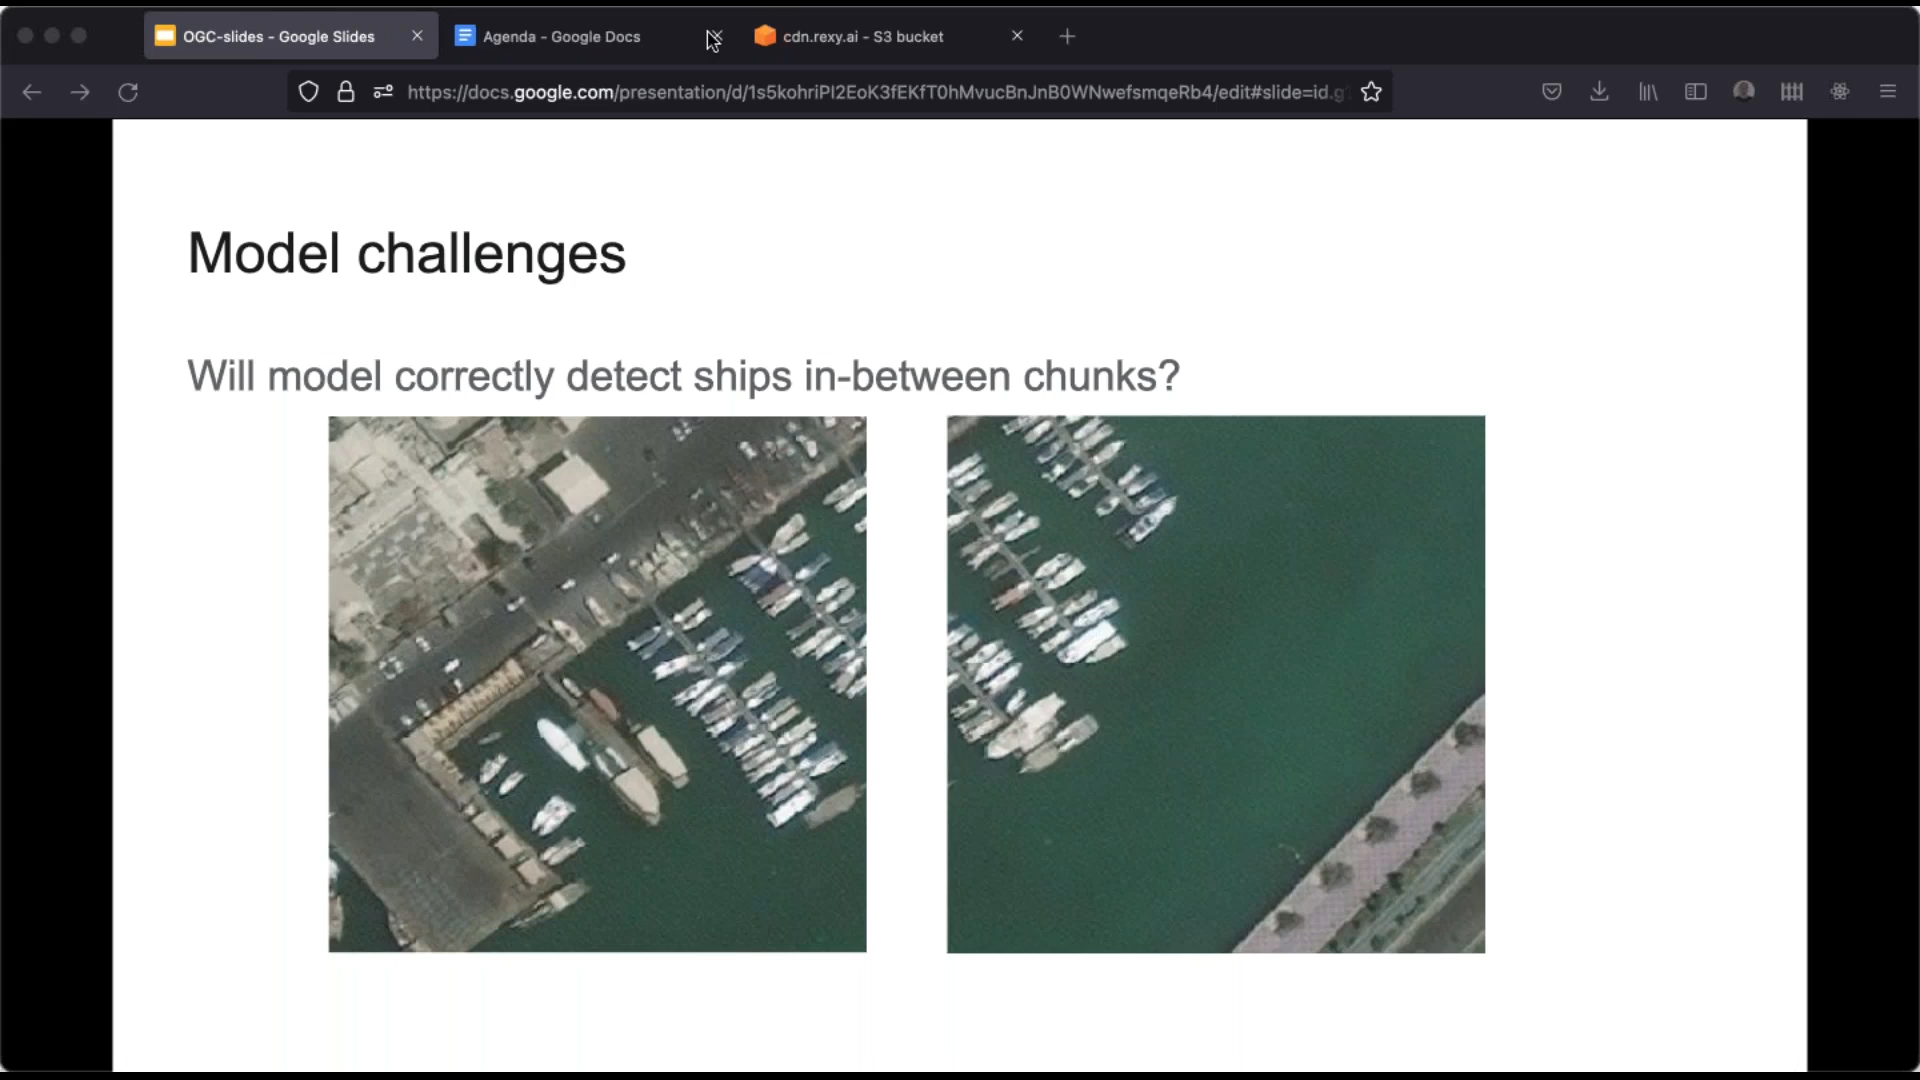 OGC-slides - Google Slides
Agenda - Google Docs
cdn.rexy.ai - S3 bucket
https://docs.google.com/presentation/d/1s5kohriPI2EoK3fEKfT0hMvucBnJnB0WNwefsmqeRb4/edit#slide=id.g
Model challenges
Will model correctly detect ships in-between chunks?